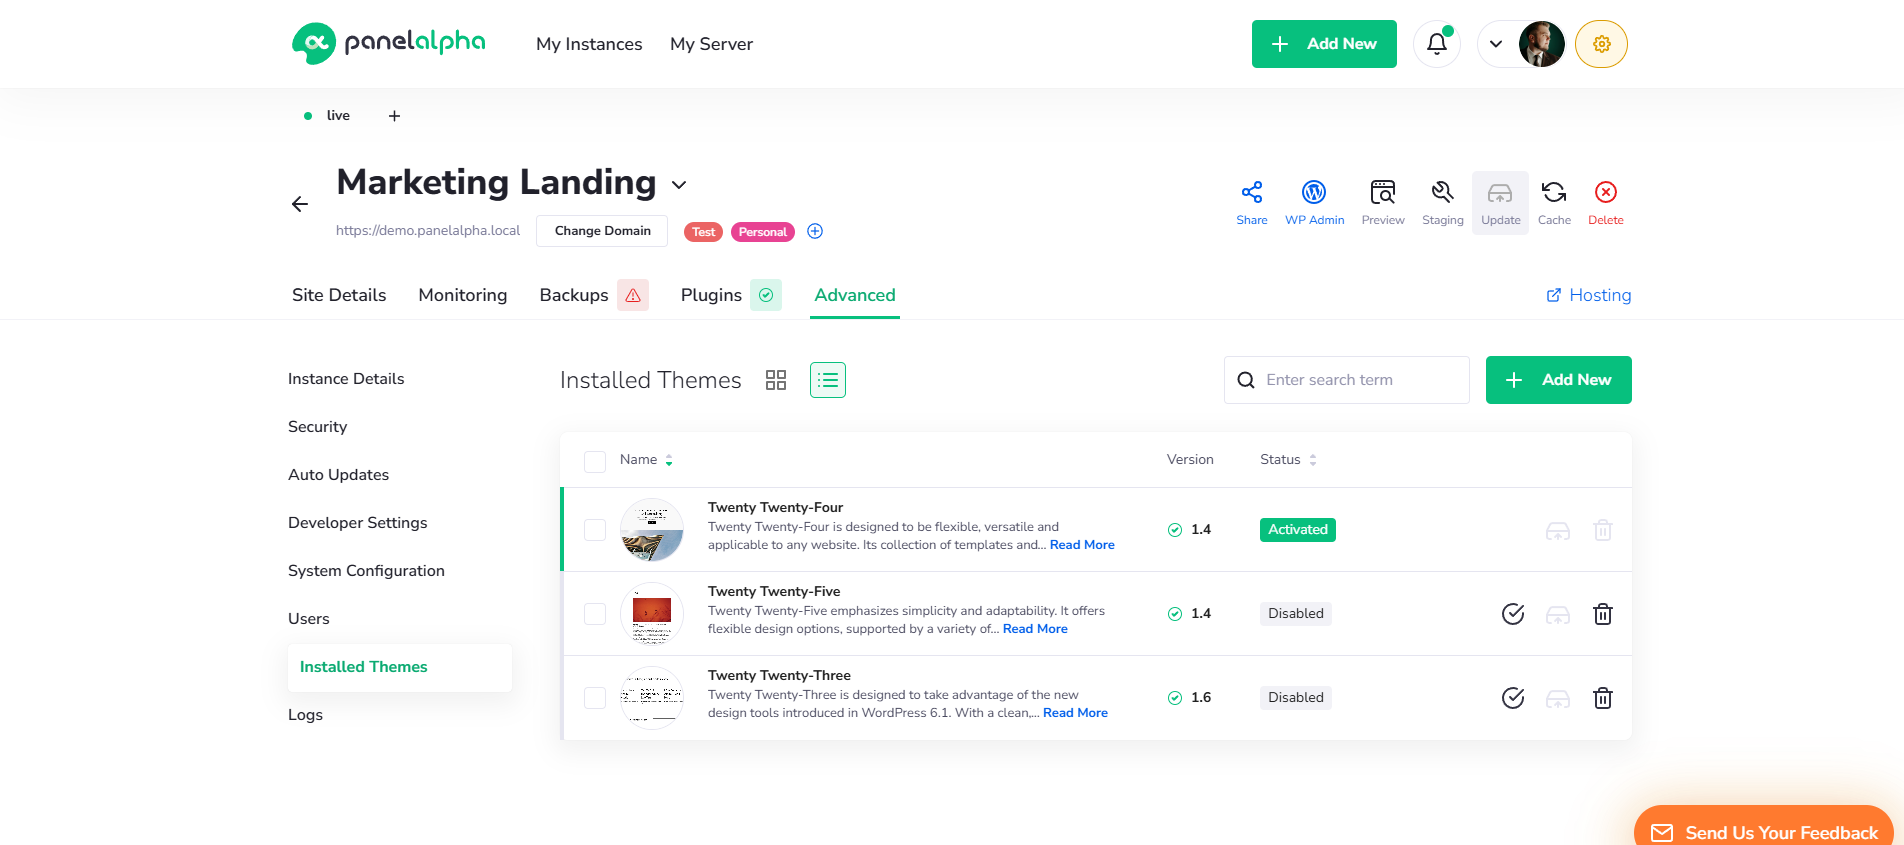 panelalpha
My Instances
My Server
Add New
live
Marketing Landing
https://demo.panelalpha.local
Change Domain
Test
Personal
Share
WP Admin
Preview
Staging
Update
Cache
Delete
Site Details
Monitoring
Backups
Plugins
Advanced
Hosting
Instance Details
Security
Auto Updates
Developer Settings
System Configuration
Users
Installed Themes
Logs
Installed Themes
Enter search term
Add New
Name
Version
Status
Twenty Twenty-Four
Twenty Twenty-Four is designed to be flexible, versatile and
applicable to any website. Its collection of templates and... Read More
1.4
Activated
Twenty Twenty-Five
Twenty Twenty-Five emphasizes simplicity and adaptability. It offers
flexible design options, supported by a variety of... Read More
1.4
Disabled
Twenty Twenty-Three
Twenty Twenty-Three is designed to take advantage of the new
design tools introduced in WordPress 6.1. With a clean,... Read More
1.6
Disabled
Send Us Your Feedback